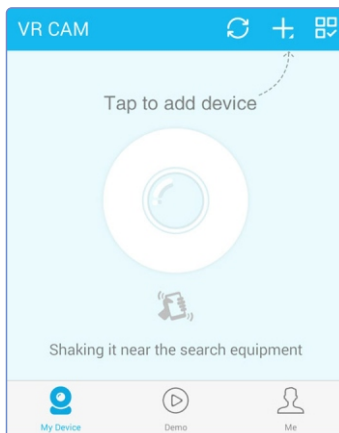 VR CAM
Tap to add device
Shaking it near the search equipment
My Device
Demo
Me